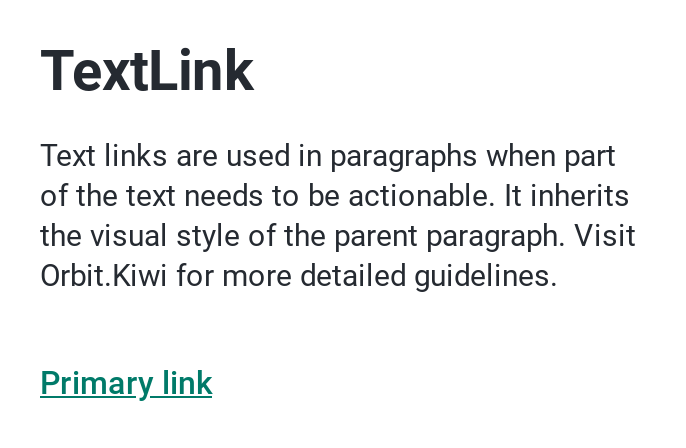 TextLink
Text links are used in paragraphs when part
of the text needs to be actionable. It inherits
the visual style of the parent paragraph. Visit
Orbit.Kiwi for more detailed guidelines.
Primary link